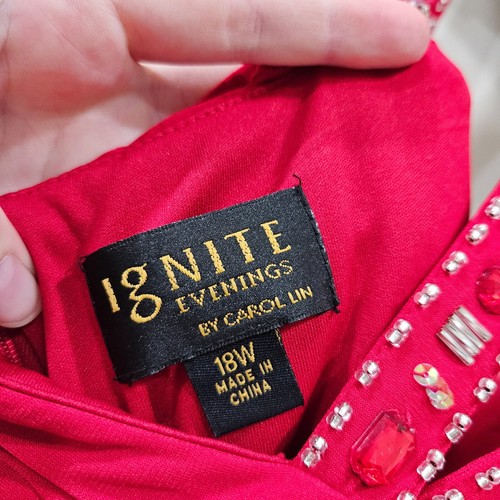 IgNITE
EVENINGS
BY CAROL LIN
18W
MADE IN
CHINA